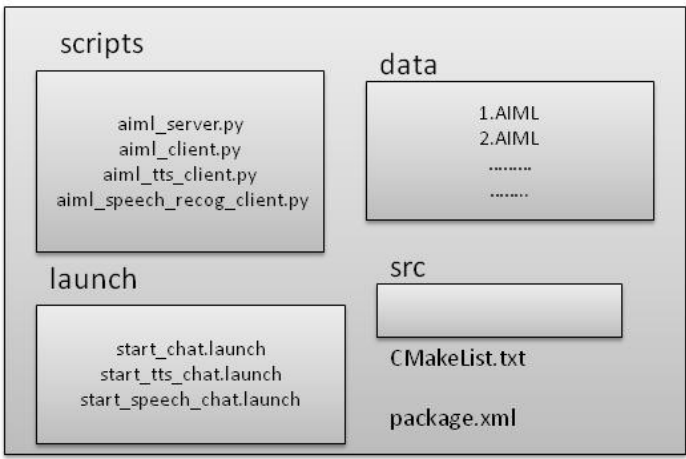 scripts
aiml_server.py
aiml_client.py
aiml_tts_client.py
aiml_speech_recog_client.py
data
1.AIML
2.AIML
.........
........
launch
start_chat.launch
start_tts_chat.launch
start_speech_chat.launch
src
CMakeList.txt
package.xml